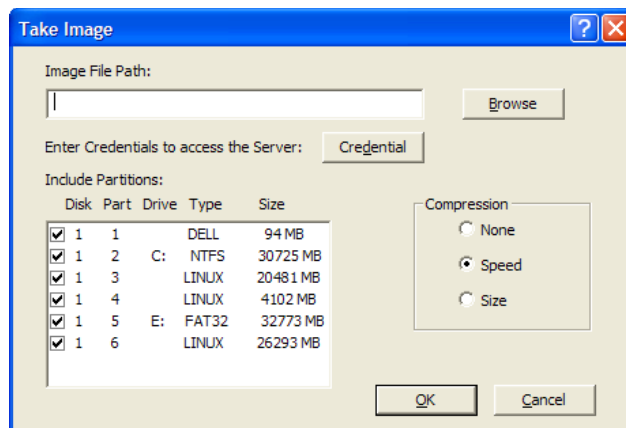 Take Image
Image File Path:
Browse
Enter Credentials to access the Server: Credential
Include Partitions:
Disk Part Drive Type Size
1 1 DELL 94 MB
1 2 C: NTFS 30725 MB
1 3 LINUX 20481 MB
1 4 LINUX 4102 MB
1 5 E: FAT32 32773 MB
1 6 LINUX 26293 MB
Compression
None
Speed
Size
OK Cancel